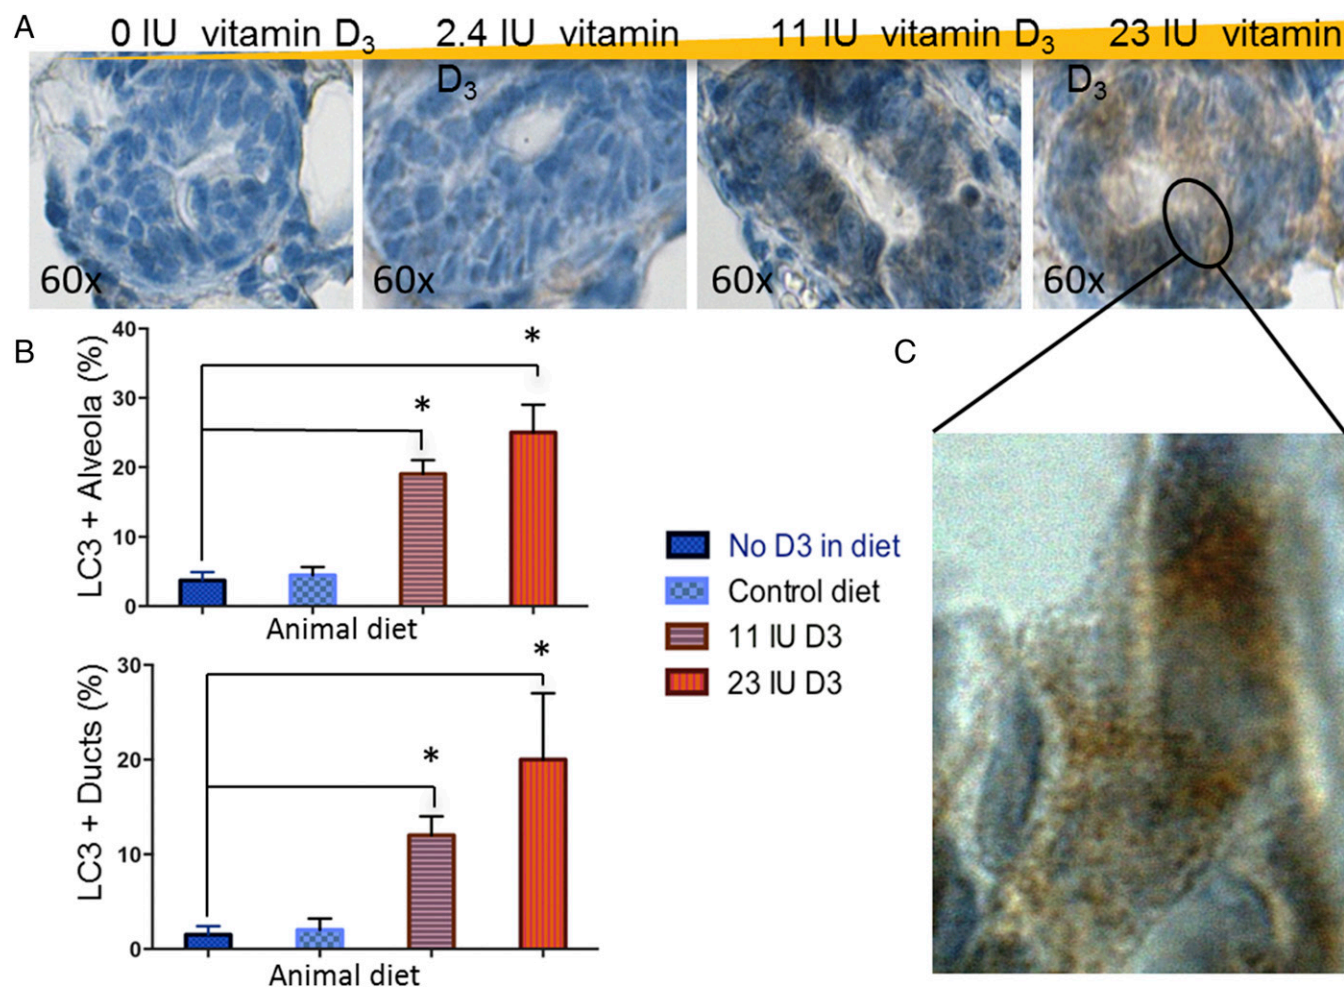 A
0 IU vitamin D3
2.4 IU vitamin D3
11 IU vitamin D3
23 IU vitamin D3
60x
60x
60x
60x
B
LC3 + Alveola (%)
40
30
20
10
0
*
*
Animal diet
LC3 + Ducts (%)
30
20
10
0
*
*
Animal diet
No D3 in diet
Control diet
11 IU D3
23 IU D3
C